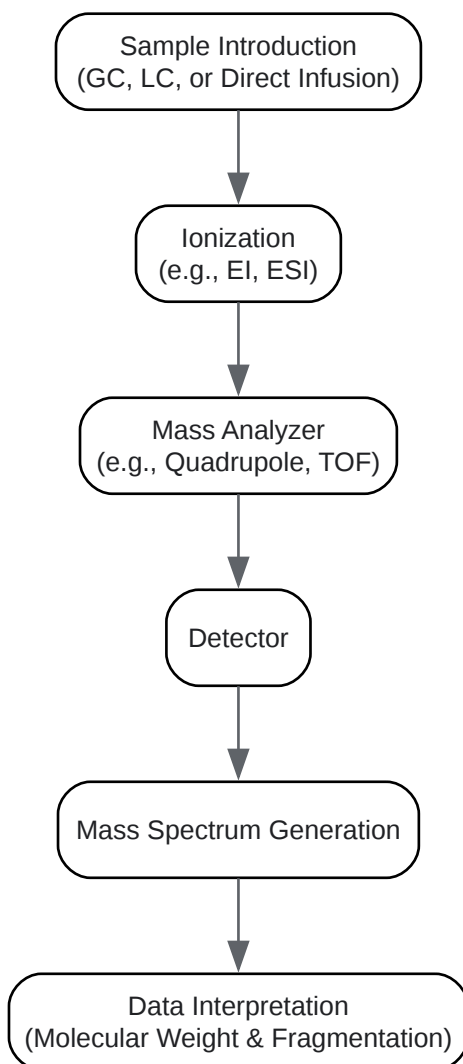 Sample Introduction
(GC, LC, or Direct Infusion)
Ionization
(e.g., EI, ESI)
Mass Analyzer
(e.g., Quadrupole, TOF)
Detector
Mass Spectrum Generation
Data Interpretation
(Molecular Weight & Fragmentation)